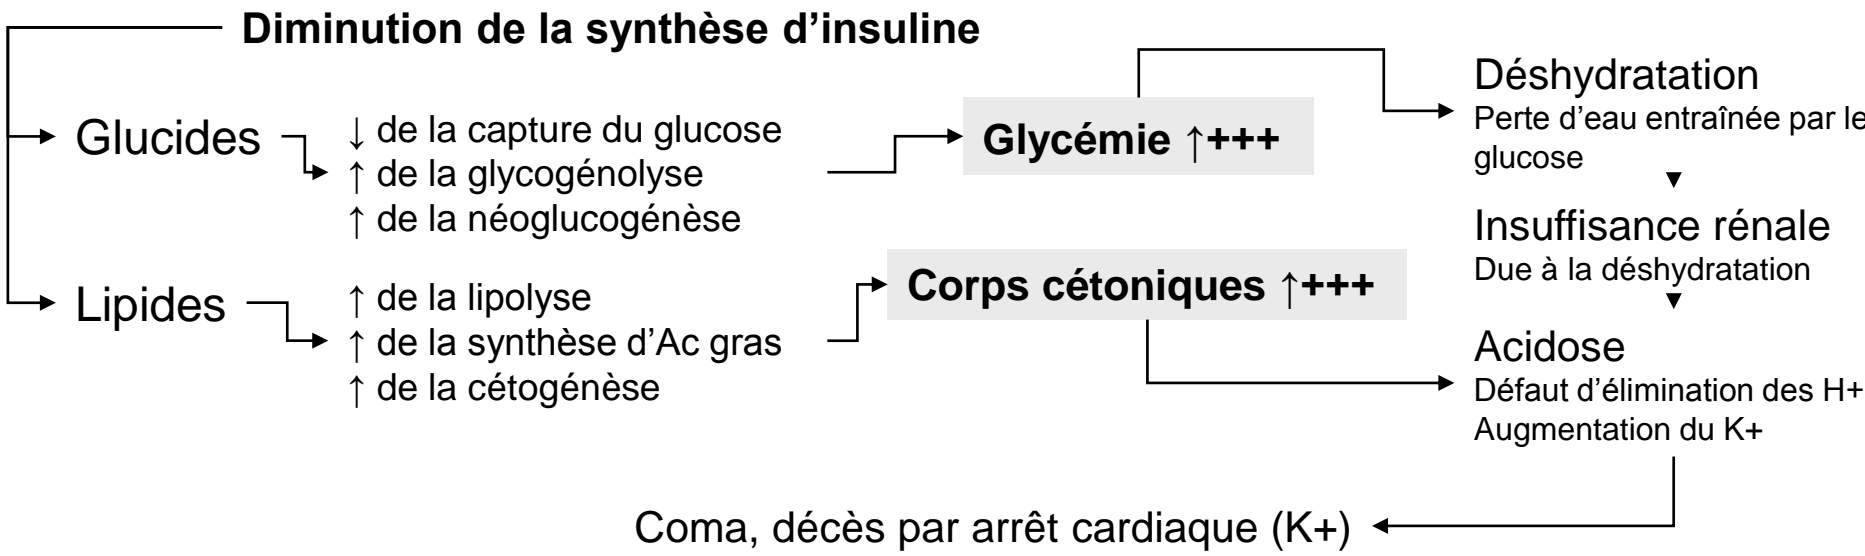 Diminution de la synthèse d’insuline
Glucides
↓ de la capture du glucose
↑ de la glycogénolyse
↑ de la néoglucogénèse
Glycémie ↑+++
Déshydratation
Perte d’eau entraînée par le
glucose
Insuffisance rénale
Due à la déshydratation
Lipides
↑ de la lipolyse
↑ de la synthèse d’Ac gras
↑ de la cétogénèse
Corps cétoniques ↑+++
Acidose
Défaut d’élimination des H+
Augmentation du K+
Coma, décès par arrêt cardiaque (K+)